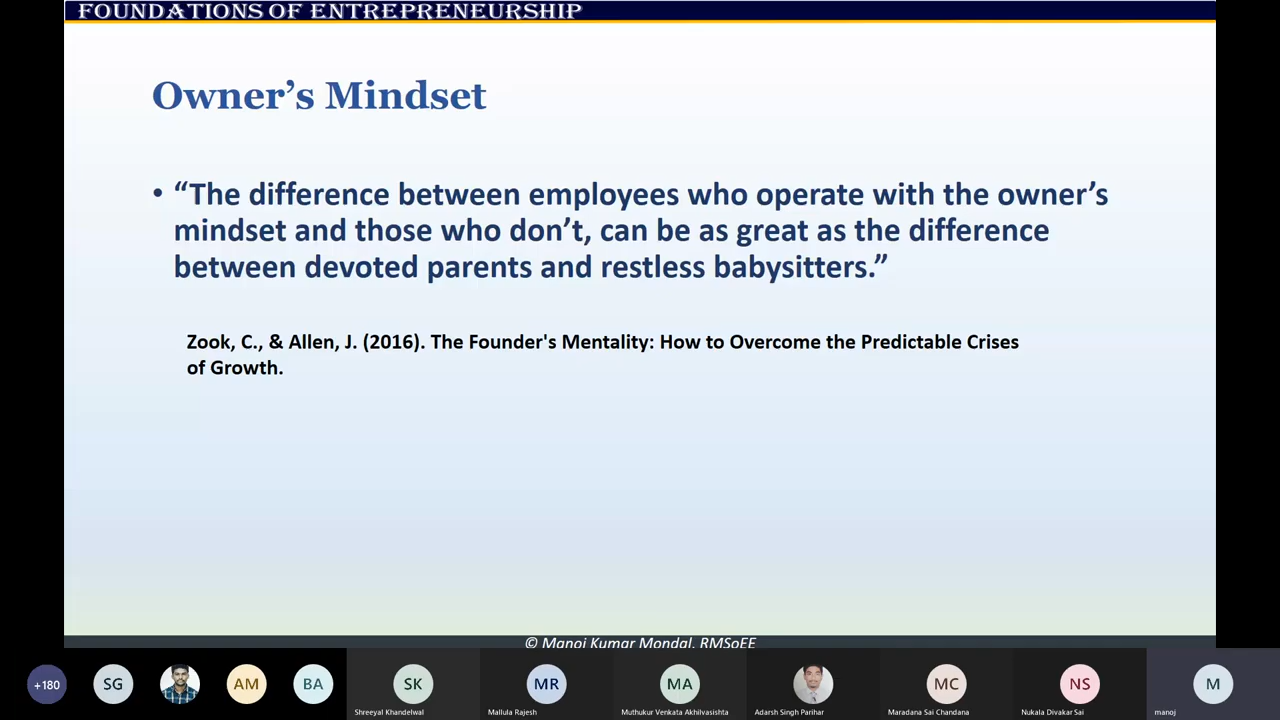 FOUNDATIONS OF ENTREPRENEURSHIP
Owner’s Mindset
• “The difference between employees who operate with the owner’s
mindset and those who don’t, can be as great as the difference
between devoted parents and restless babysitters.”
Zook, C., & Allen, J. (2016). The Founder's Mentality: How to Overcome the Predictable Crises
of Growth.
© Manoj Kumar Mondal, RMSoEE
+180 SG AM BA SK MR MA MC NS M
Shreeyal Khandelwal Mallula Rajesh Muthukur Venkata Akhilvasishta Adarsh Singh Parihar Maradana Sai Chandana Nukala Divakar Sai manoj